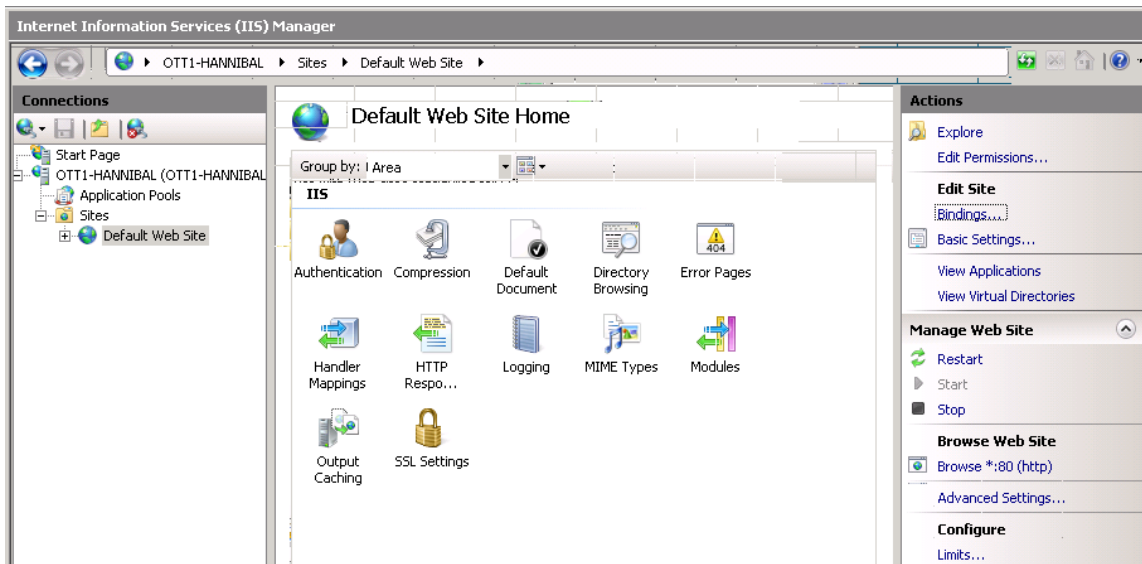 Internet Information Services (IIS) Manager
OTT1-HANNIBAL Sites Default Web Site
Connections
Start Page
OTT1-HANNIBAL (OTT1-HANNIBAL
Application Pools
Sites
Default Web Site
Default Web Site Home
Group by: Area
IIS
Authentication
Compression
Default
Document
Directory
Browsing
404
Error Pages
Handler
Mappings
HTTP
Respo...
Logging
MIME Types
Modules
Output
Caching
SSL Settings
Actions
Explore
Edit Permissions...
Edit Site
Bindings...
Basic Settings...
View Applications
View Virtual Directories
Manage Web Site
Restart
Start
Stop
Browse Web Site
Browse *:80 (http)
Advanced Settings...
Configure
Limits...